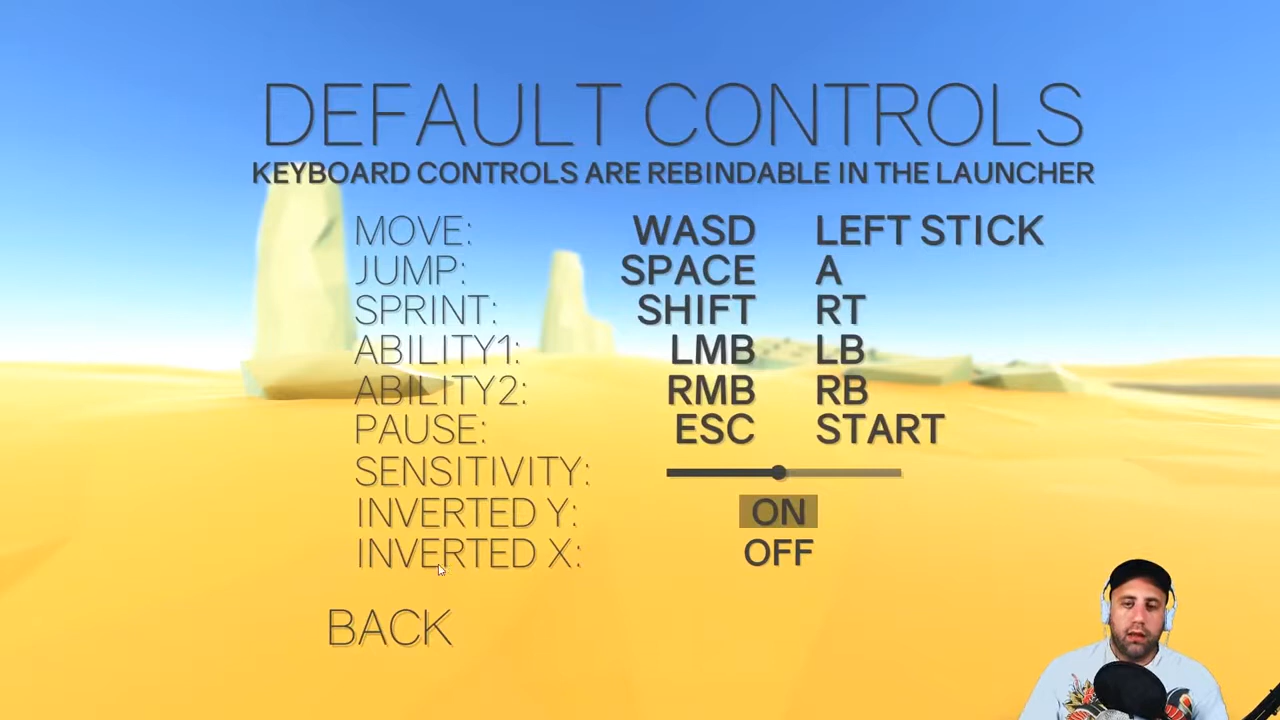 DEFAULT CONTROLS
KEYBOARD CONTROLS ARE REBINDABLE IN THE LAUNCHER
MOVE: WASD LEFT STICK
JUMP: SPACE A
SPRINT: SHIFT RT
ABILITY1: LMB LB
ABILITY2: RMB RB
PAUSE: ESC START
SENSITIVITY:
INVERTED Y: ON
INVERTED X: OFF
BACK